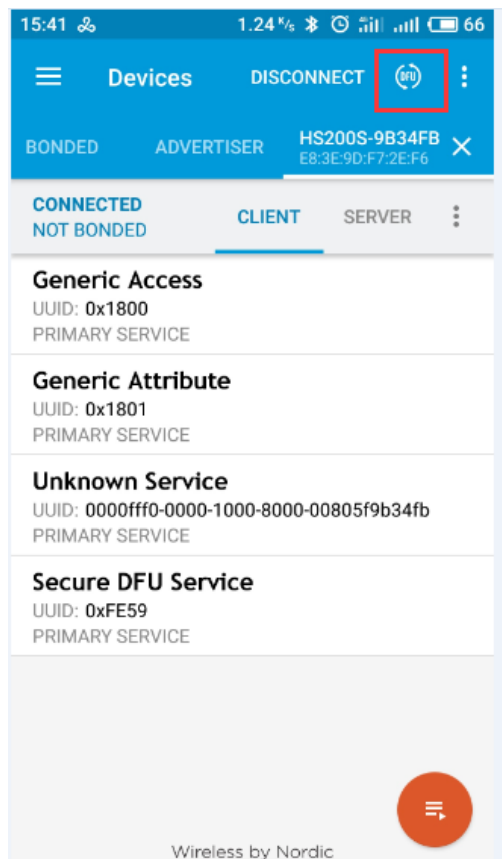 15:41 1.24 K/s 66
Devices DISCONNECT DFU
BONDED ADVERTISER HS200S-9B34FB
E8:3E:9D:F7:2E:F6
CONNECTED
NOT BONDED CLIENT SERVER
Generic Access
UUID: 0x1800
PRIMARY SERVICE
Generic Attribute
UUID: 0x1801
PRIMARY SERVICE
Unknown Service
UUID: 0000fff0-0000-1000-8000-00805f9b34fb
PRIMARY SERVICE
Secure DFU Service
UUID: 0xFE59
PRIMARY SERVICE
Wireless by Nordic